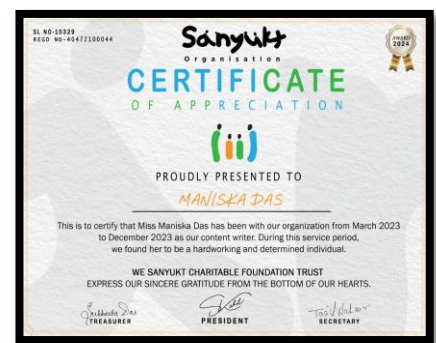 SL NO-10329
REGD NO-40472100044
Sanyukt
Organisation
AWARD
2024
CERTIFICATE
OF APPRECIATION
PROUDLY PRESENTED TO
MANISKA DAS
This is to certify that Miss Maniska Das has been with our organization from March 2023
to December 2023 as our content writer. During this service period,
we found her to be a hardworking and determined individual.
WE SANYUKT CHARITABLE FOUNDATION TRUST
EXPRESS OUR SINCERE GRATITUDE FROM THE BOTTOM OF OUR HEARTS.
TREASURER
PRESIDENT
SECRETARY